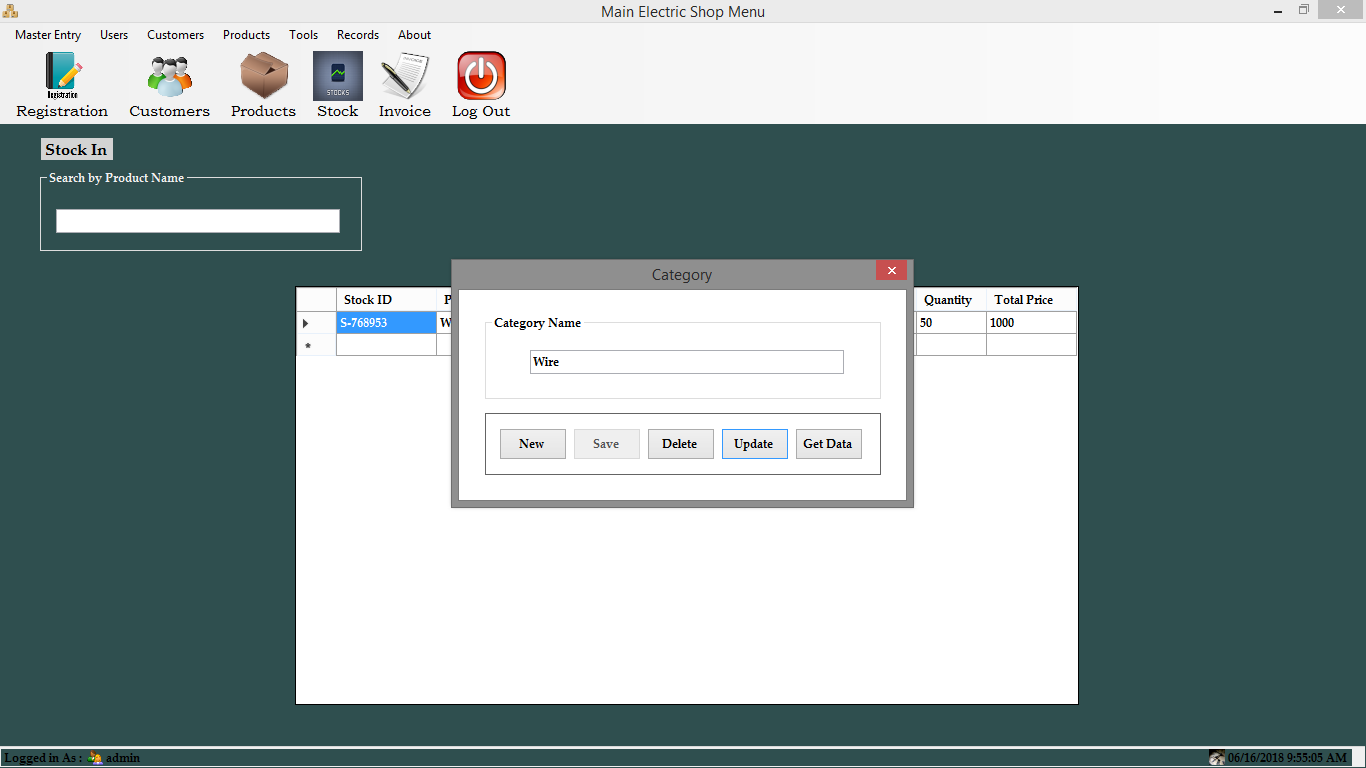 Main Electric Shop Menu
Master Entry Users Customers Products Tools Records About
Registration
STOCKS
INVOICE
Registration Customers Products Stock Invoice Log Out
Stock In
Search by Product Name
Category
Stock ID P Quantity Total Price
S-768953 W 50 1000
Category Name
Wire
New Save Delete Update Get Data
Logged in As : admin 06/16/2018 9:55:05 AM